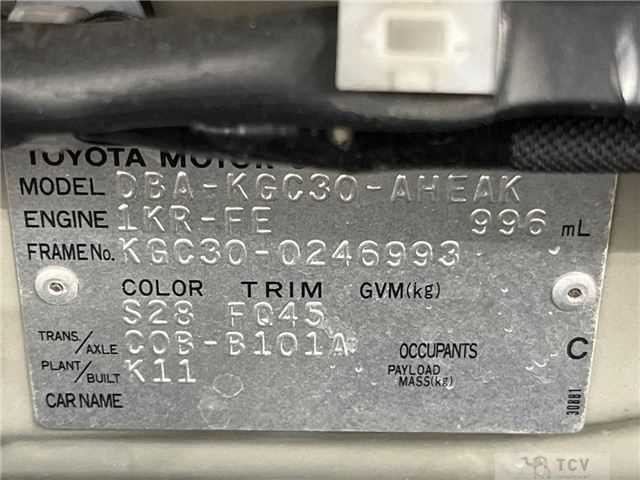 TOYOTA MOTOR
MODEL DBA-KGC30-AHEAK
ENGINE 1KR-FE 996 mL
FRAME No. KGC30-0246993
COLOR TRIM GVM(kg)
S28 FQ45
TRANS./AXLE C0B-B101A OCCUPANTS C
PLANT/BUILT K11 PAYLOAD MASS(kg)
CAR NAME
30881
TCV